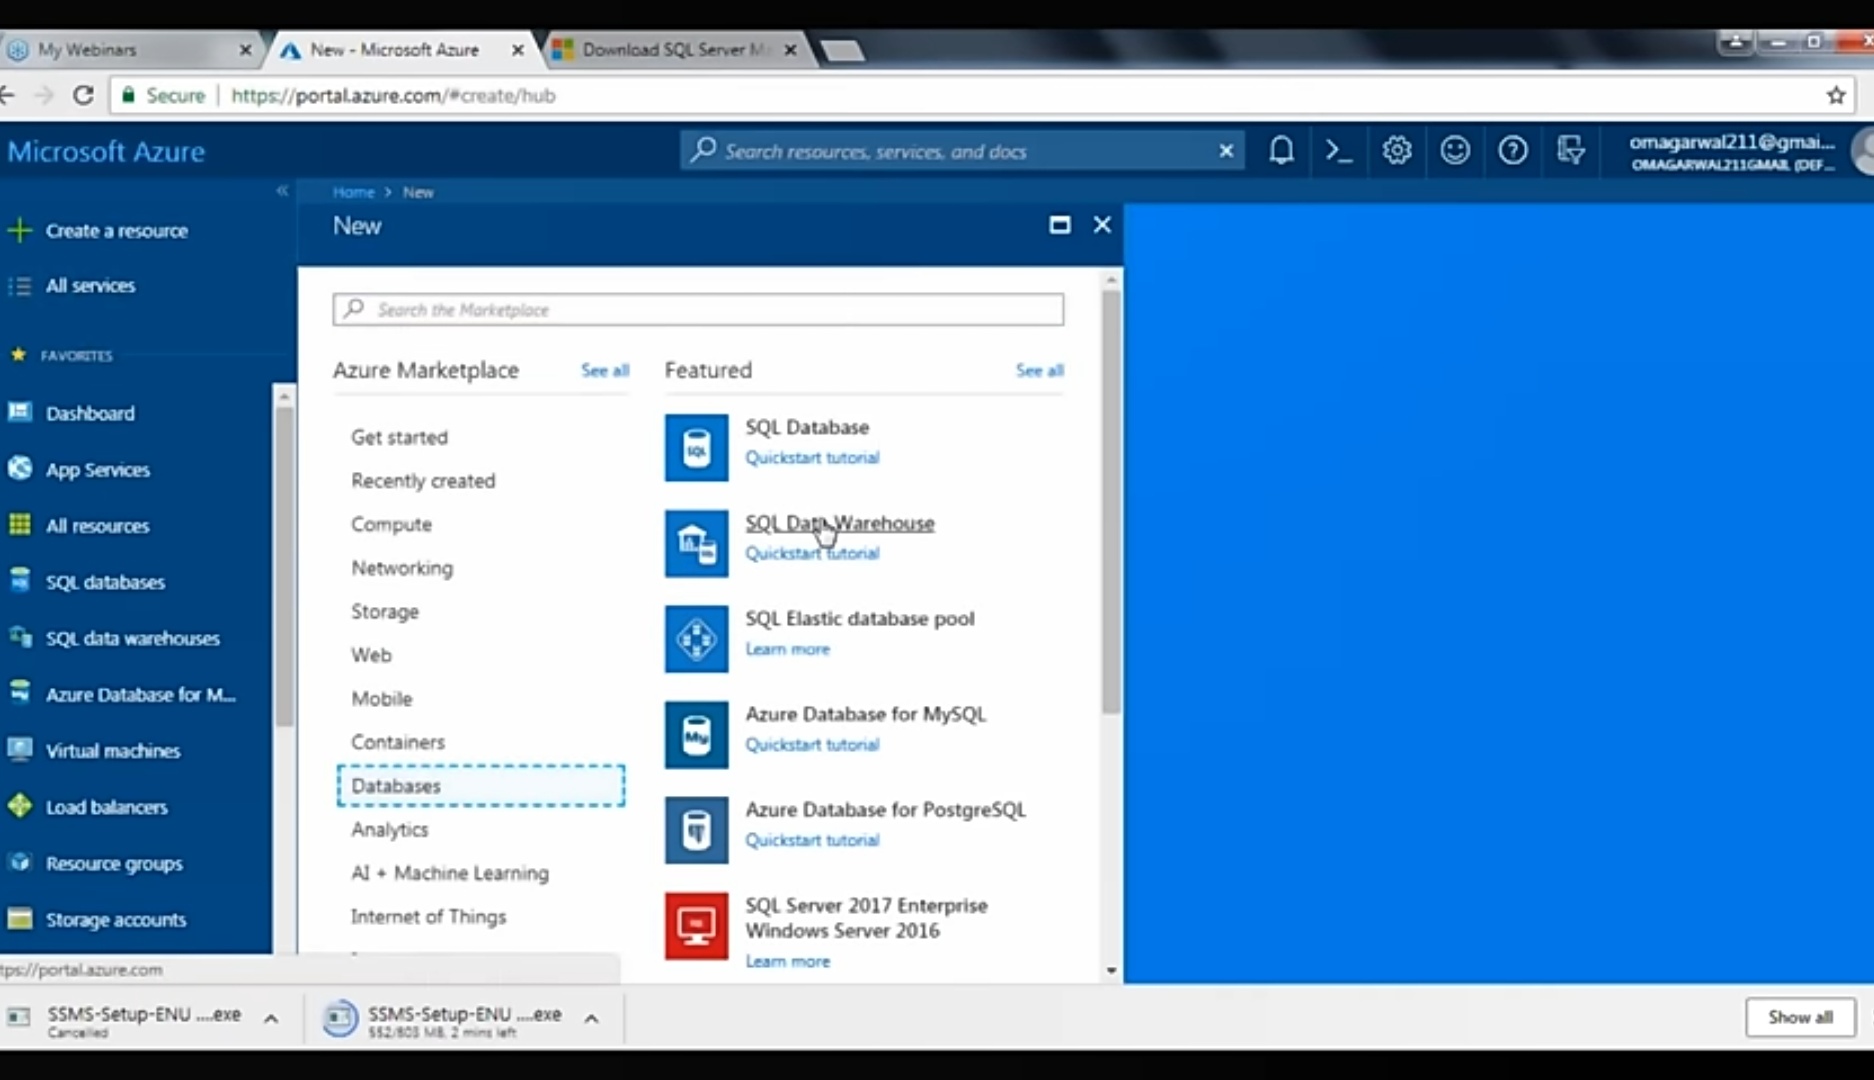 My Webinars
New - Microsoft Azure
Download SQL Server M
Secure | https://portal.azure.com/#create/hub
Microsoft Azure
Search resources, services, and docs
omagarwal211@gmai...
OMAGARWAL211GMAIL (DEF...
Home > New
New
Create a resource
All services
FAVORITES
Dashboard
App Services
All resources
SQL databases
SQL data warehouses
Azure Database for M...
Virtual machines
Load balancers
Resource groups
Storage accounts
Search the Marketplace
Azure Marketplace
See all
Get started
Recently created
Compute
Networking
Storage
Web
Mobile
Containers
Databases
Analytics
AI + Machine Learning
Internet of Things
Featured
See all
SQL Database
Quickstart tutorial
SQL Data Warehouse
Quickstart tutorial
SQL Elastic database pool
Learn more
Azure Database for MySQL
Quickstart tutorial
Azure Database for PostgreSQL
Quickstart tutorial
SQL Server 2017 Enterprise
Windows Server 2016
Learn more
tps://portal.azure.com
SSMS-Setup-ENU ....exe
Cancelled
SSMS-Setup-ENU ....exe
552/803 MB, 2 mins left
Show all